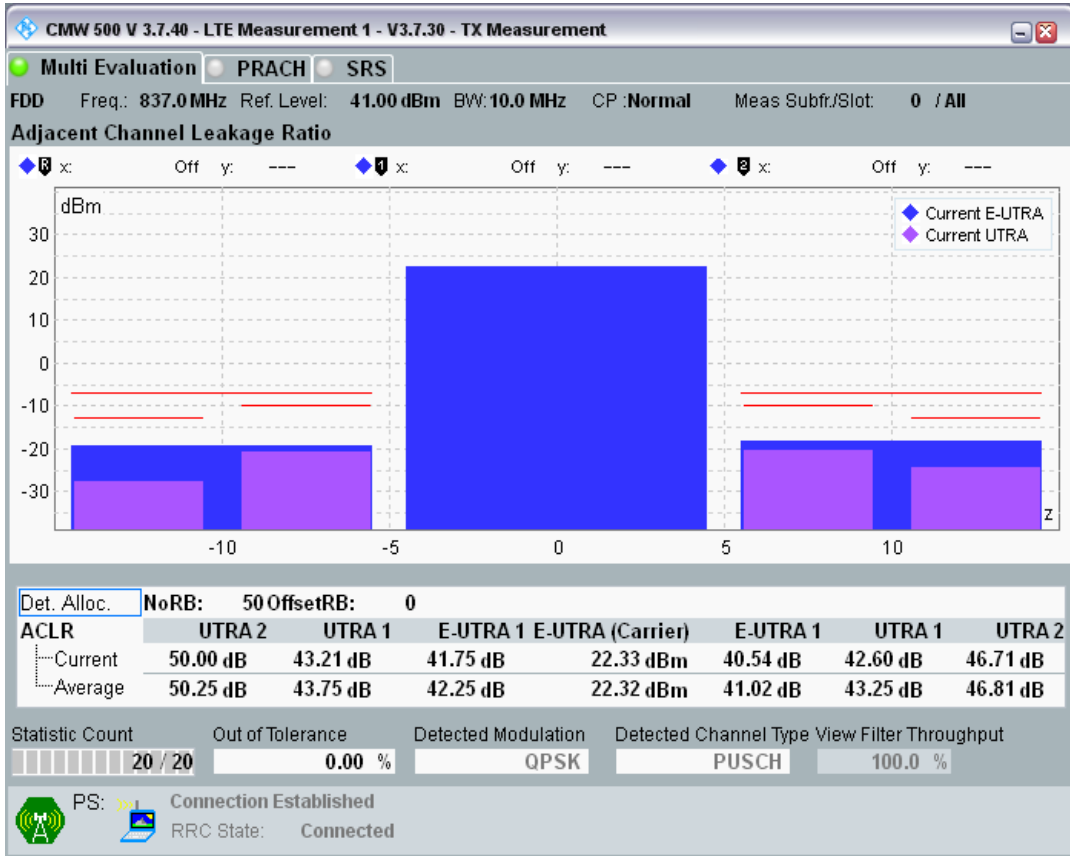 CMW 500 V 3.7.40 - LTE Measurement 1 - V3.7.30 - TX Measurement
Multi Evaluation PRACH SRS
FDD Freq.: 837.0 MHz Ref. Level: 41.00 dBm BW: 10.0 MHz CP :Normal Meas Subfr./Slot: 0 / All
Adjacent Channel Leakage Ratio
R x: Off y: --- 1 x: Off y: --- 2 x: Off y: ---
dBm
Current E-UTRA
Current UTRA
30
20
10
0
-10
-20
-30
z
-10 -5 0 5 10
Det. Alloc. NoRB: 50 OffsetRB: 0
ACLR UTRA 2 UTRA 1 E-UTRA 1 E-UTRA (Carrier) E-UTRA 1 UTRA 1 UTRA 2
Current 50.00 dB 43.21 dB 41.75 dB 22.33 dBm 40.54 dB 42.60 dB 46.71 dB
Average 50.25 dB 43.75 dB 42.25 dB 22.32 dBm 41.02 dB 43.25 dB 46.81 dB
Statistic Count Out of Tolerance Detected Modulation Detected Channel Type View Filter Throughput
20 / 20 0.00 % QPSK PUSCH 100.0 %
PS: Connection Established
RRC State: Connected